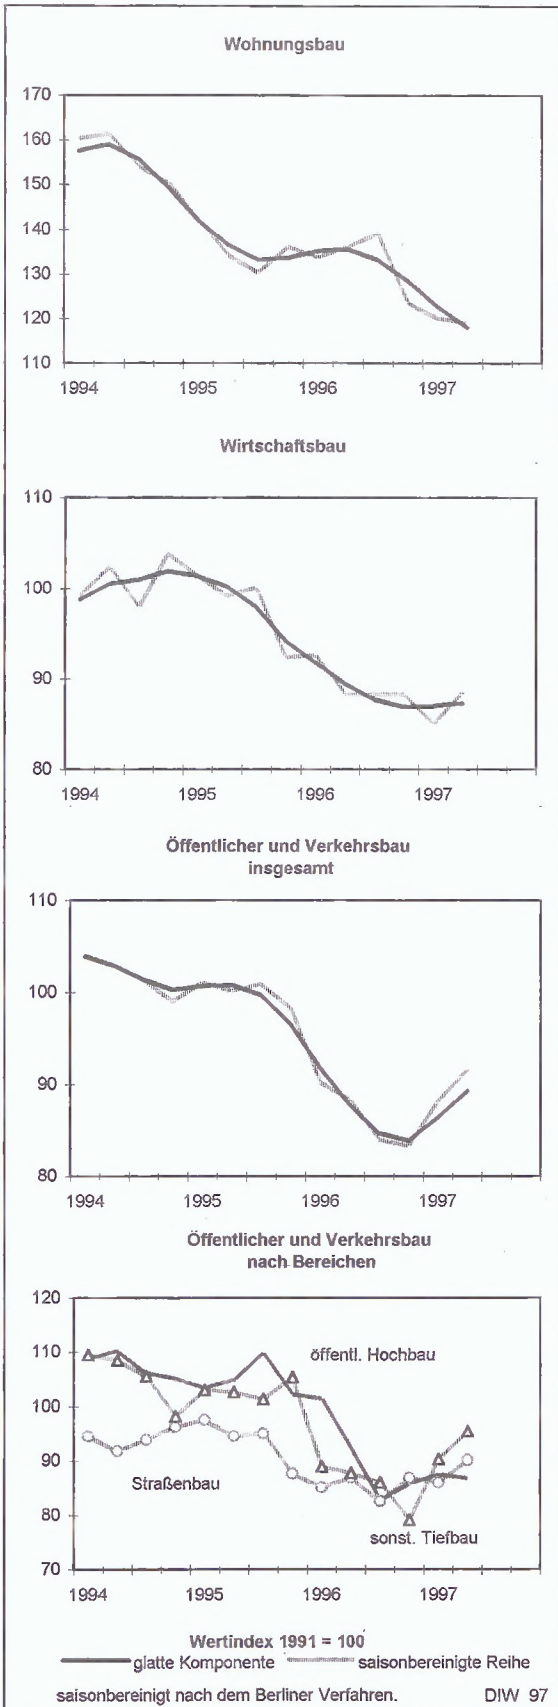 Wohnungsbau
170
160
150
140
130
120
110
1994 1995 1996 1997
Wirtschaftsbau
110
100
90
80
1994 1995 1996 1997
Öffentlicher und Verkehrsbau
insgesamt
110
100
90
80
1994 1995 1996 1997
Öffentlicher und Verkehrsbau
nach Bereichen
120
110
100
90
80
70
öffentl. Hochbau
Straßenbau
sonst. Tiefbau
1994 1995 1996 1997
Wertindex 1991 = 100
glatte Komponente saisonbereinigte Reihe
saisonbereinigt nach dem Berliner Verfahren. DIW 97